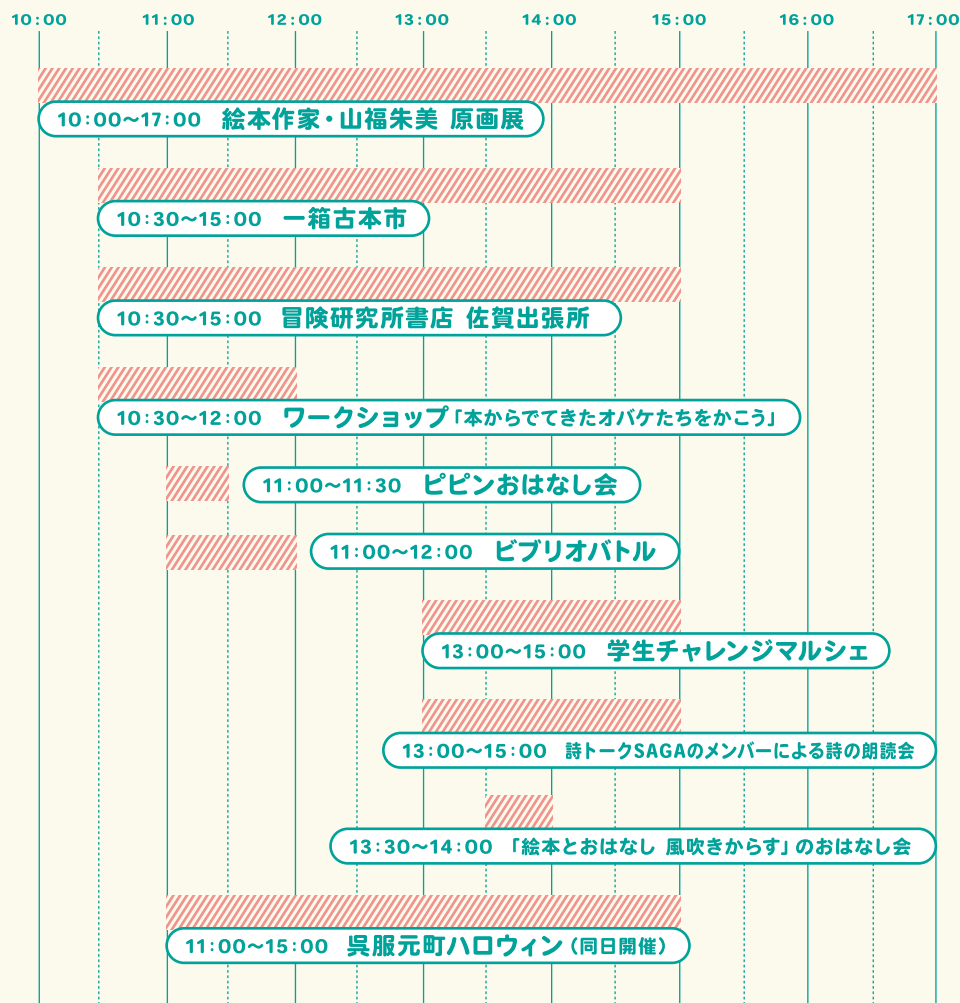 10:00 11:00 12:00 13:00 14:00 15:00 16:00 17:00
10:00〜17:00 絵本作家・山福朱美 原画展
10:30〜15:00 一箱古本市
10:30〜15:00 冒険研究所書店 佐賀出張所
10:30〜12:00 ワークショップ「本からでてきたオバケたちをかこう」
11:00〜11:30 ピピンおはなし会
11:00〜12:00 ビブリオバトル
13:00〜15:00 学生チャレンジマルシェ
13:00〜15:00 詩トークSAGAのメンバーによる詩の朗読会
13:30〜14:00 「絵本とおはなし 風吹きからす」のおはなし会
11:00〜15:00 呉服元町ハロウィン（同日開催）